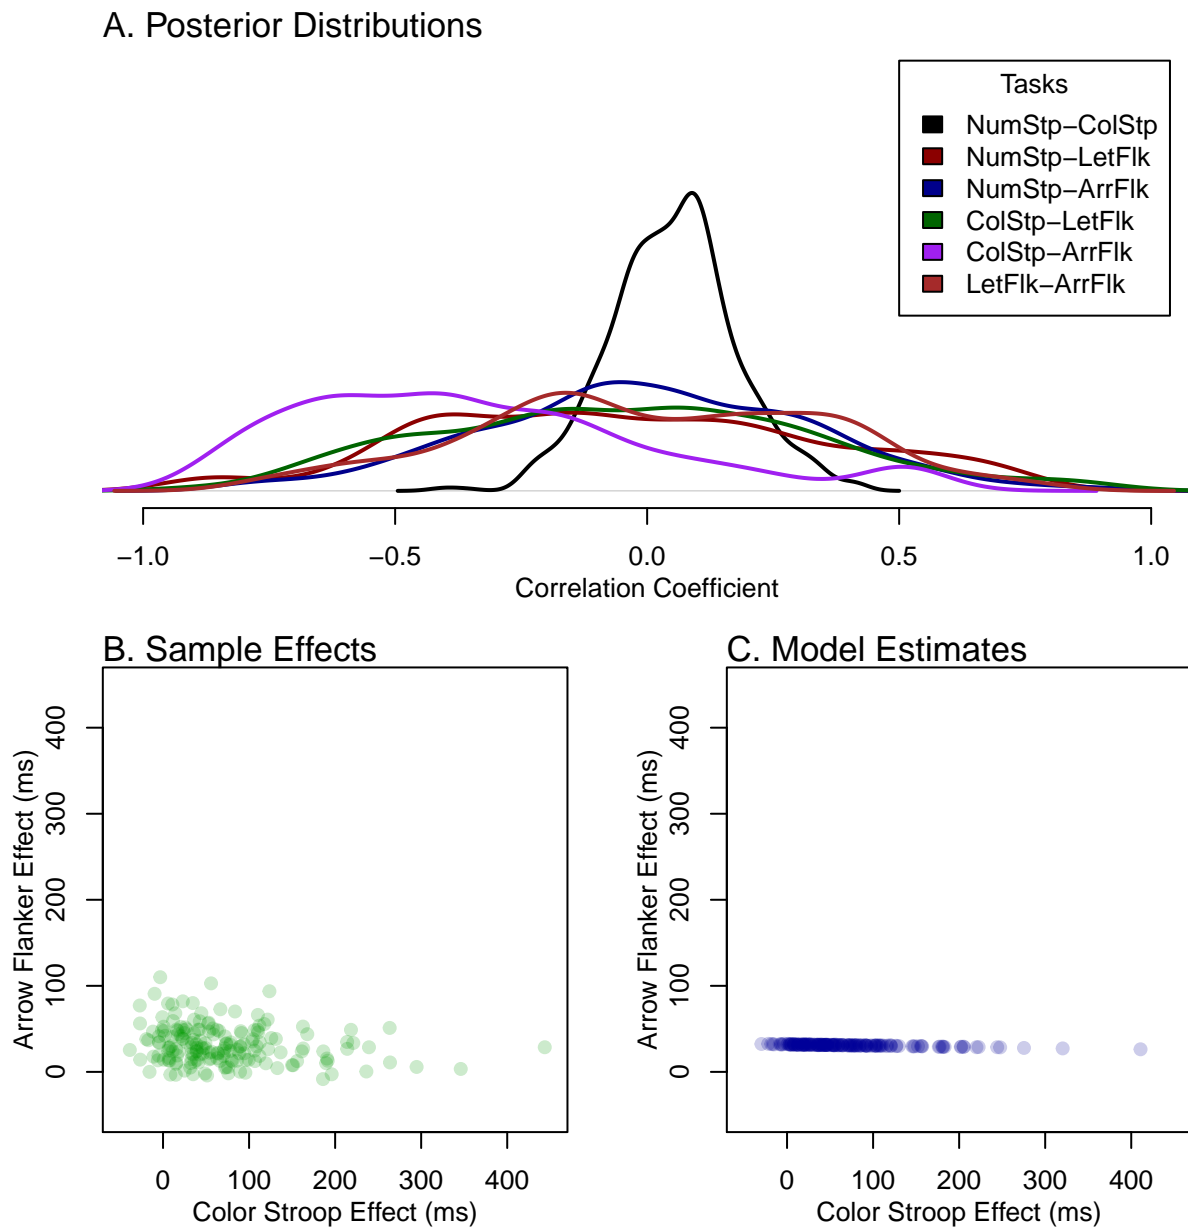 A. Posterior Distributions
Tasks
NumStp−ColStp
NumStp−LetFlk
NumStp−ArrFlk
ColStp−LetFlk
ColStp−ArrFlk
LetFlk−ArrFlk
−1.0 −0.5 0.0 0.5 1.0
Correlation Coefficient
B. Sample Effects
Arrow Flanker Effect (ms)
400
300
200
100
0
0 100 200 300 400
Color Stroop Effect (ms)
C. Model Estimates
Arrow Flanker Effect (ms)
400
300
200
100
0
0 100 200 300 400
Color Stroop Effect (ms)